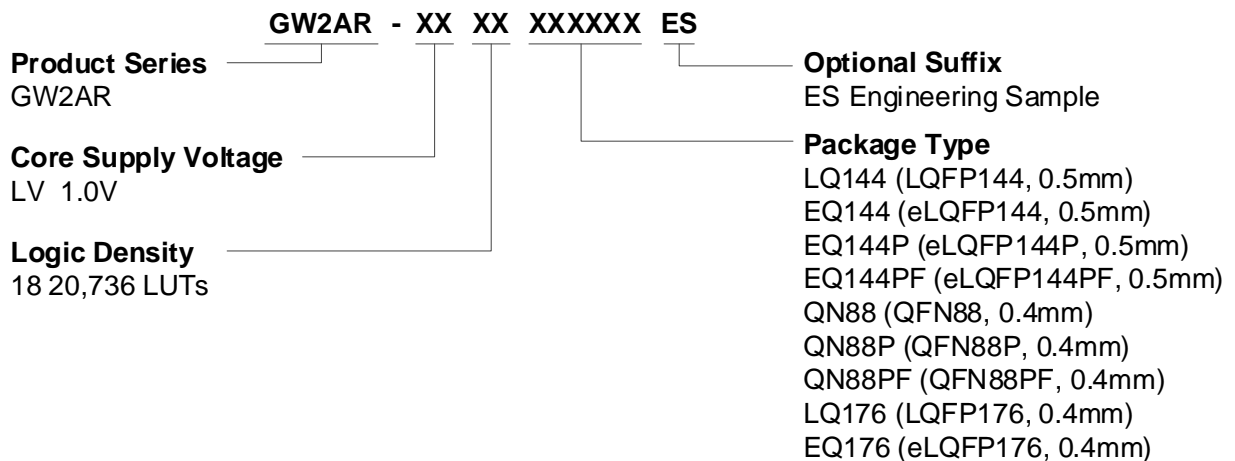 GW2AR - XX XX XXXXXX ES
Product Series
GW2AR
Core Supply Voltage
LV 1.0V
Logic Density
18 20,736 LUTs
Optional Suffix
ES Engineering Sample
Package Type
LQ144 (LQFP144, 0.5mm)
EQ144 (eLQFP144, 0.5mm)
EQ144P (eLQFP144P, 0.5mm)
EQ144PF (eLQFP144PF, 0.5mm)
QN88 (QFN88, 0.4mm)
QN88P (QFN88P, 0.4mm)
QN88PF (QFN88PF, 0.4mm)
LQ176 (LQFP176, 0.4mm)
EQ176 (eLQFP176, 0.4mm)